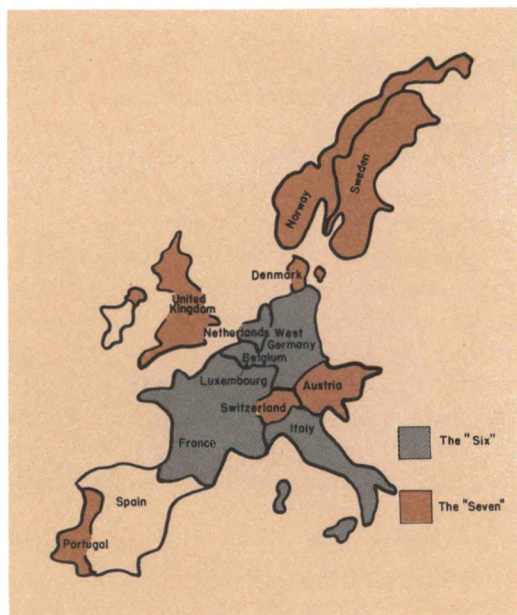 Norway
Sweden
Denmark
United
Kingdom
Netherlands
West
Germany
Belgium
Luxembourg
Austria
Switzerland
Italy
France
The "Six"
Spain
The "Seven"
Portugal